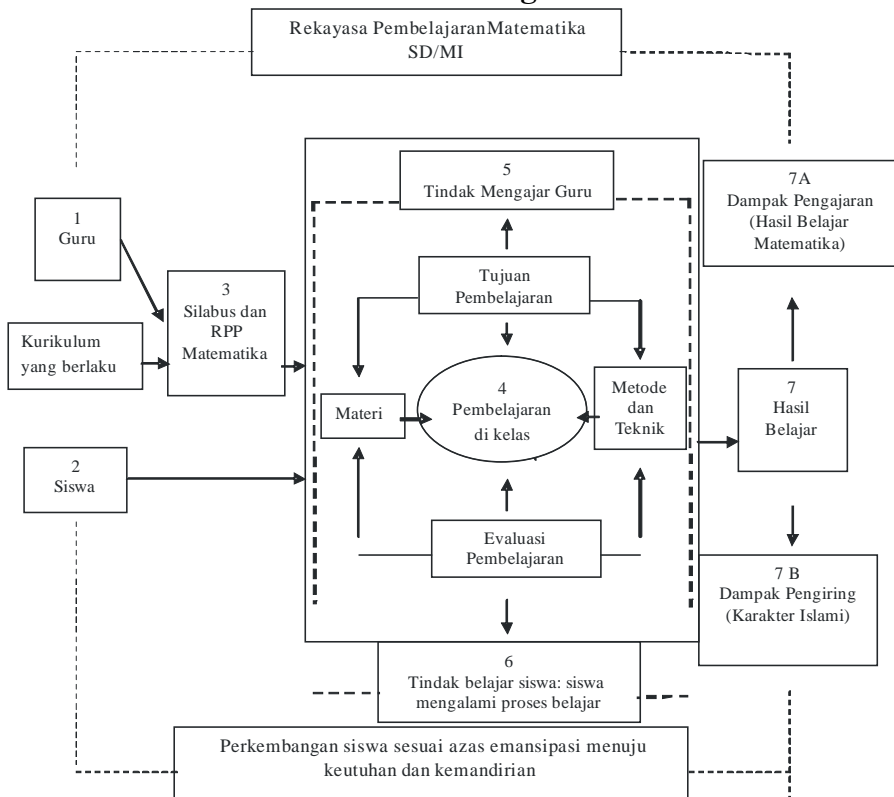 Rekayasa PembelajaranMatematika
SD/MI
5
Tindak Mengajar Guru
7A
Dampak Pengajaran
(Hasil Belajar
Matematika)
1
Guru
3
Silabus dan
RPP
Matematika
Tujuan
Pembelajaran
Kurikulum
yang berlaku
Materi
4
Pembelajaran
di kelas
Metode
dan
Teknik
7
Hasil
Belajar
2
Siswa
Evaluasi
Pembelajaran
7 B
Dampak Pengiring
(Karakter Islami)
6
Tindak belajar siswa: siswa
mengalami proses belajar
Perkembangan siswa sesuai azas emansipasi menuju
keutuhan dan kemandirian